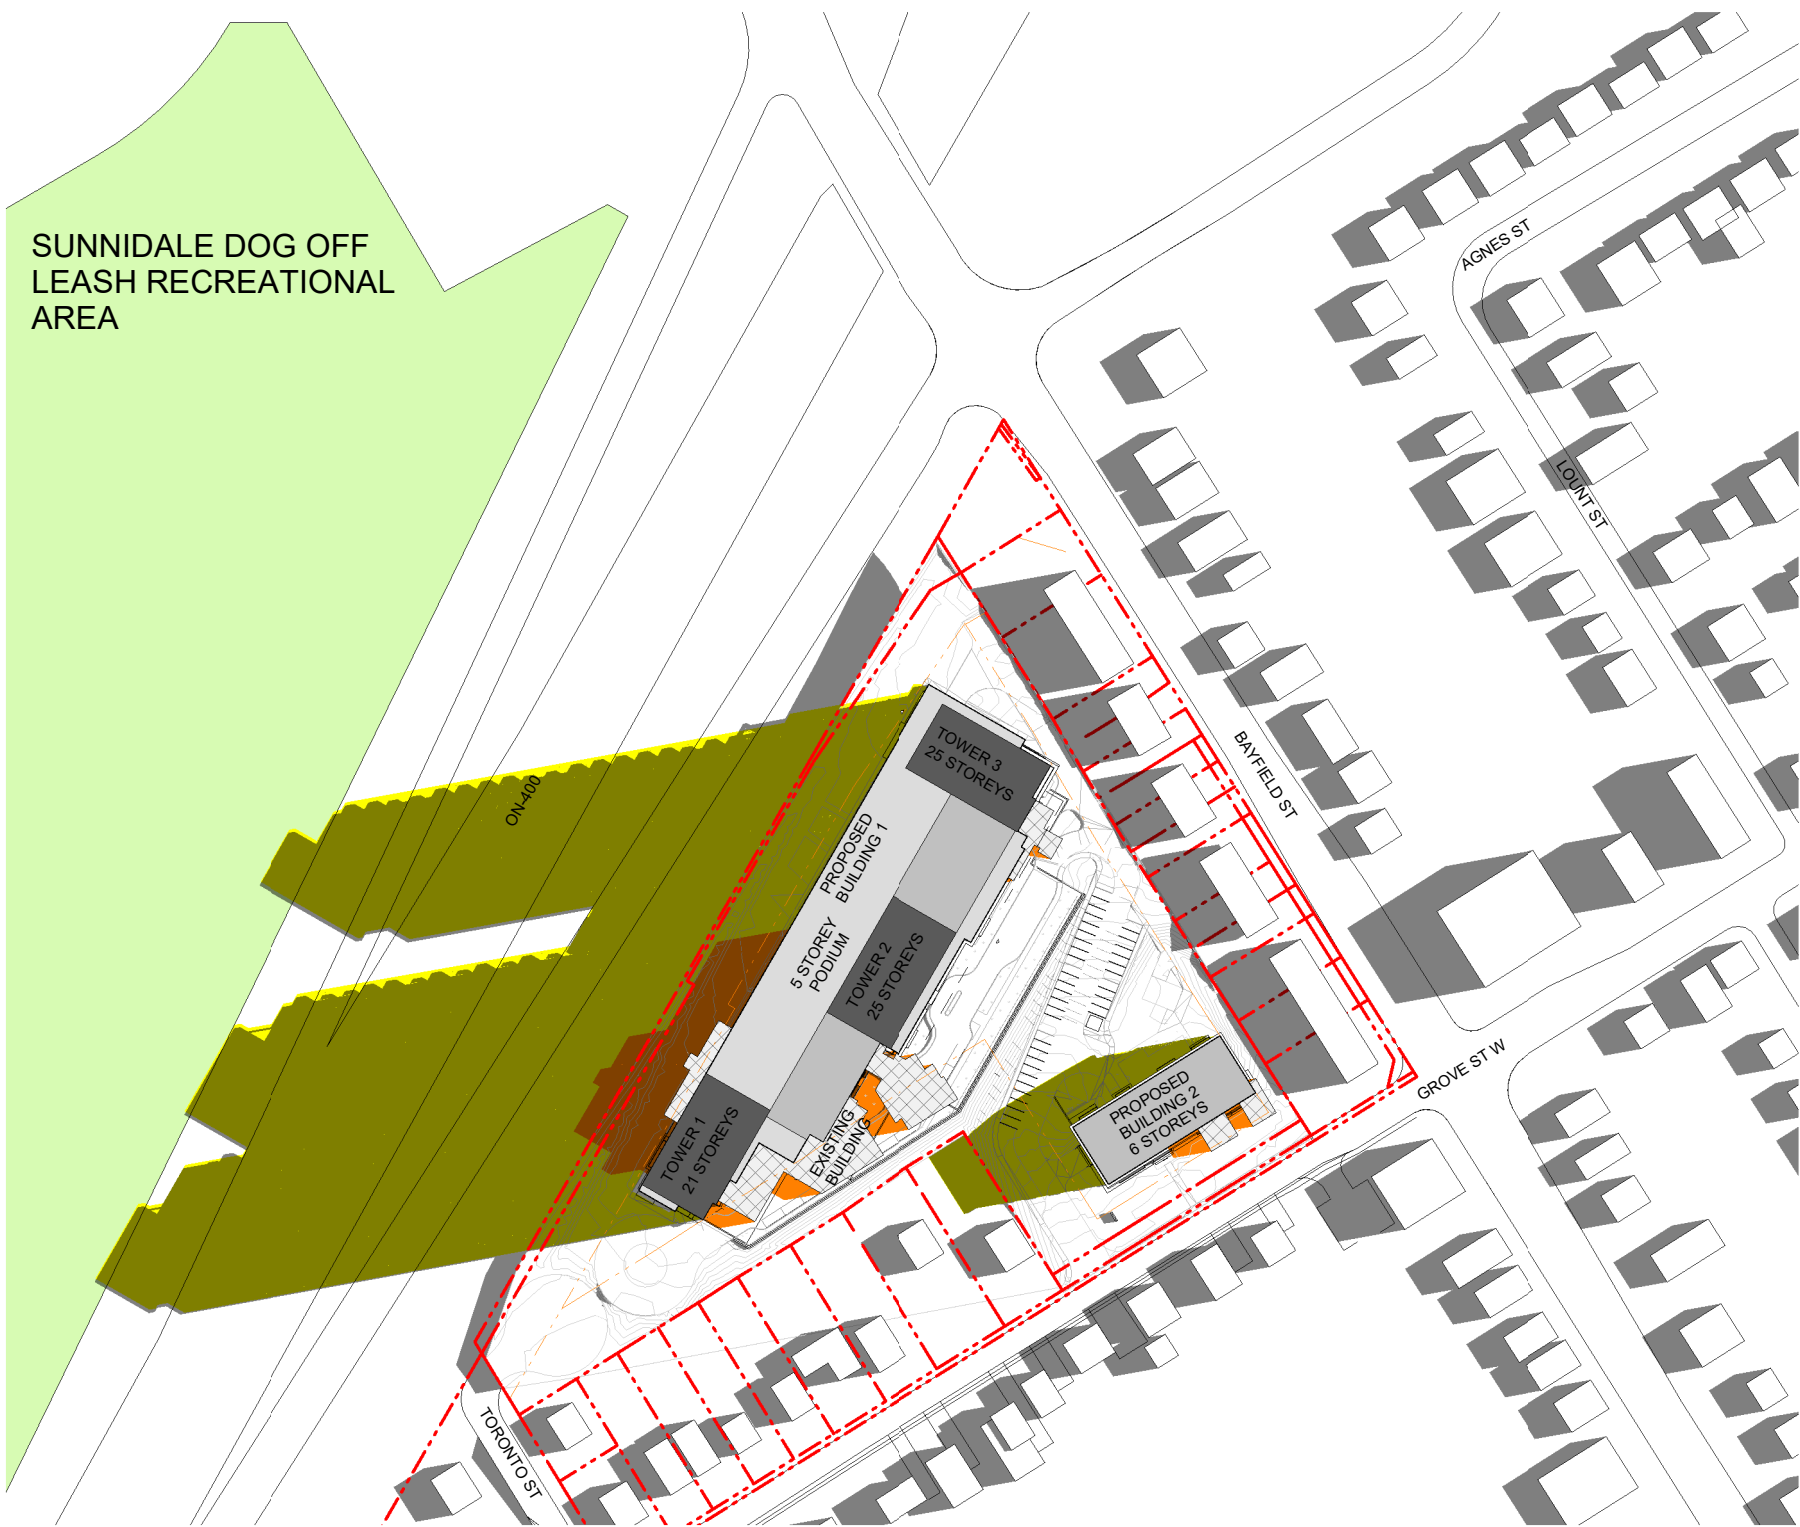 SUNNIDALE DOG OFF
LEASH RECREATIONAL
AREA
AGNES ST
LOUNT ST
BAYFIELD ST
GROVE ST W
TORONTO ST
ON-400
TOWER 3
25 STOREYS
PROPOSED
BUILDING 1
5 STOREY
PODIUM
TOWER 2
25 STOREYS
TOWER 1
21 STOREYS
EXISTING
BUILDING
PROPOSED
BUILDING 2
6 STOREYS